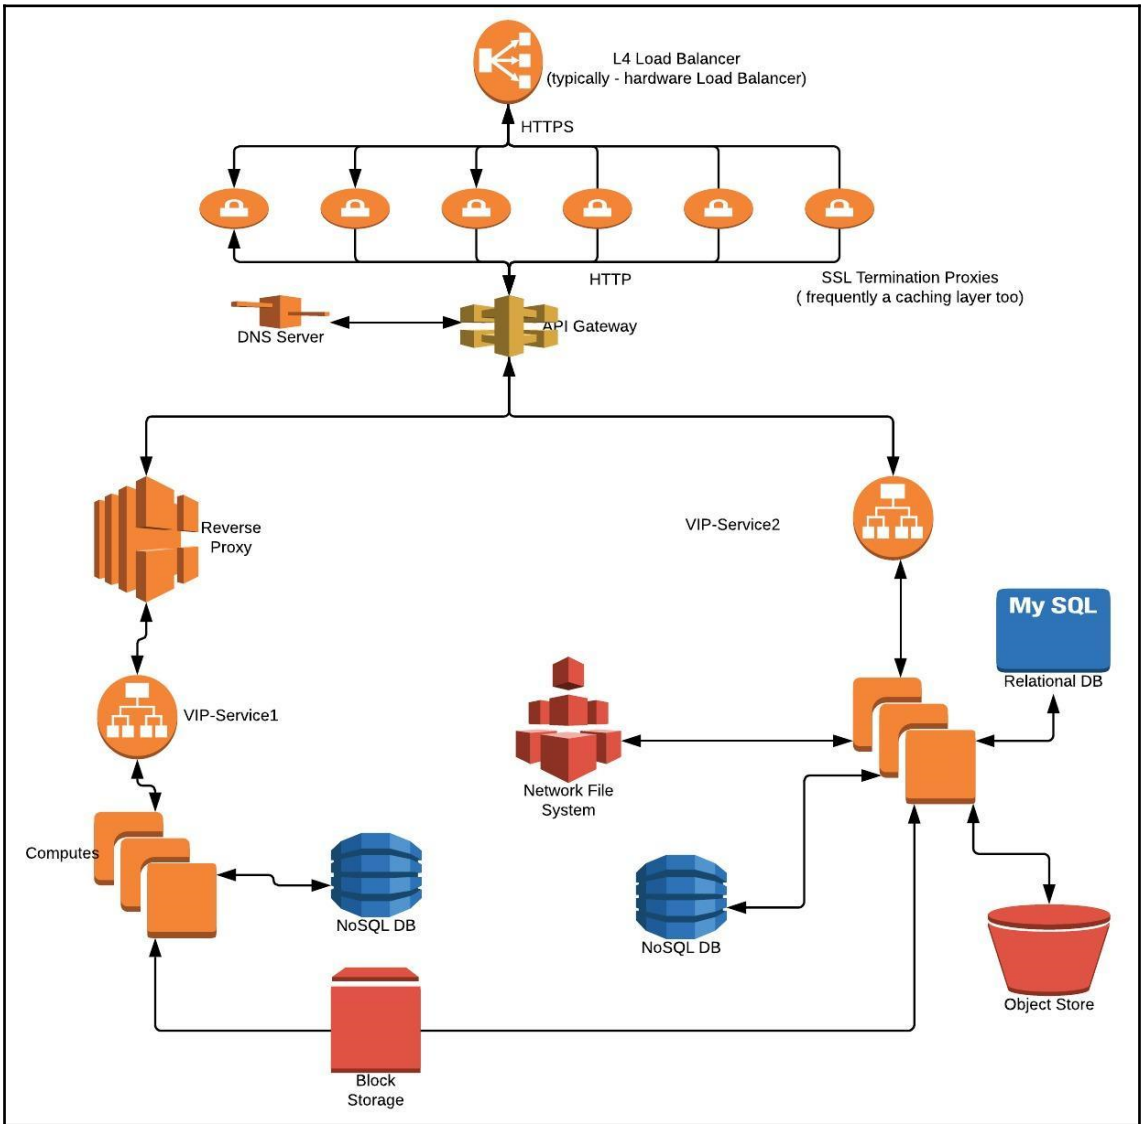 L4 Load Balancer
(typically - hardware Load Balancer)
HTTPS
HTTP
SSL Termination Proxies
( frequently a caching layer too)
DNS Server
API Gateway
Reverse
Proxy
VIP-Service2
My SQL
Relational DB
VIP-Service1
Network File
System
Computes
NoSQL DB
NoSQL DB
Object Store
Block
Storage